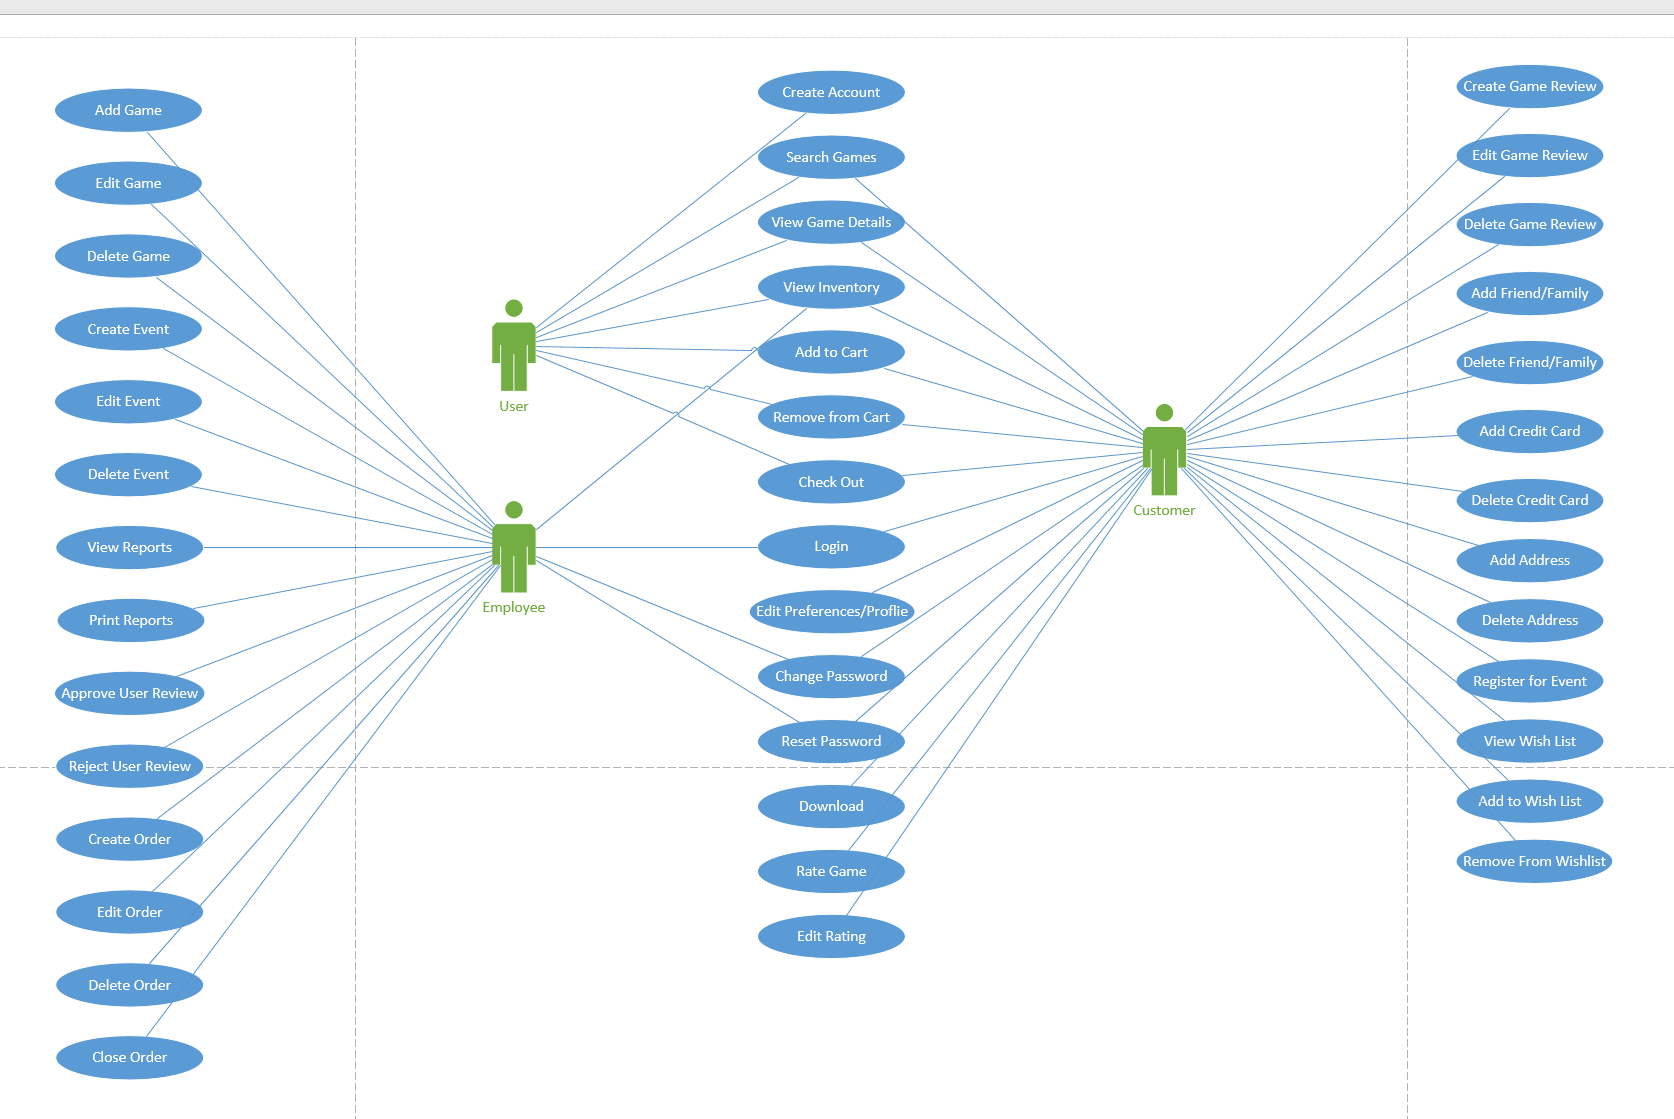 Add Game
Edit Game
Delete Game
Create Event
Edit Event
Delete Event
View Reports
Print Reports
Approve User Review
Reject User Review
Create Order
Edit Order
Delete Order
Close Order
User
Employee
Create Account
Search Games
View Game Details
View Inventory
Add to Cart
Remove from Cart
Check Out
Login
Edit Preferences/Proflie
Change Password
Reset Password
Download
Rate Game
Edit Rating
Customer
Create Game Review
Edit Game Review
Delete Game Review
Add Friend/Family
Delete Friend/Family
Add Credit Card
Delete Credit Card
Add Address
Delete Address
Register for Event
View Wish List
Add to Wish List
Remove From Wishlist